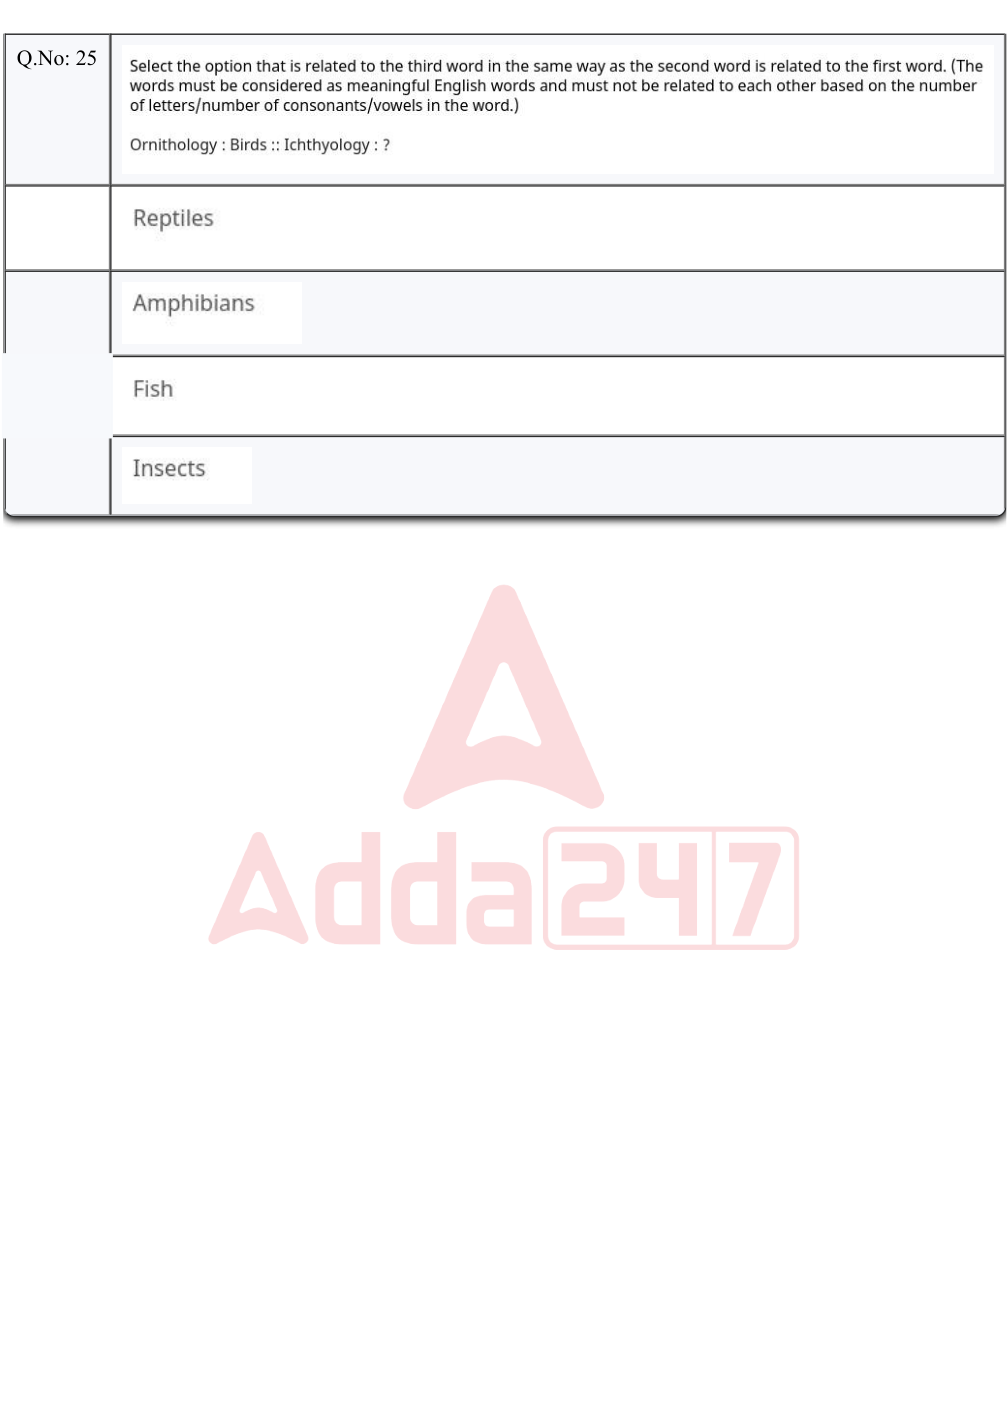 Q.No: 25
Select the option that is related to the third word in the same way as the second word is related to the first word. (The
words must be considered as meaningful English words and must not be related to each other based on the number
of letters/number of consonants/vowels in the word.)
Ornithology : Birds :: Ichthyology : ?
Reptiles
Amphibians
Fish
Insects
Adda247